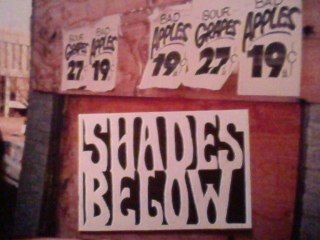 SOUR GRAPES 27
BAD APPLES 19
BAD APPLES 19¢
SOUR GRAPES 27¢
BAD APPLES 19¢
SHADES
BELOW